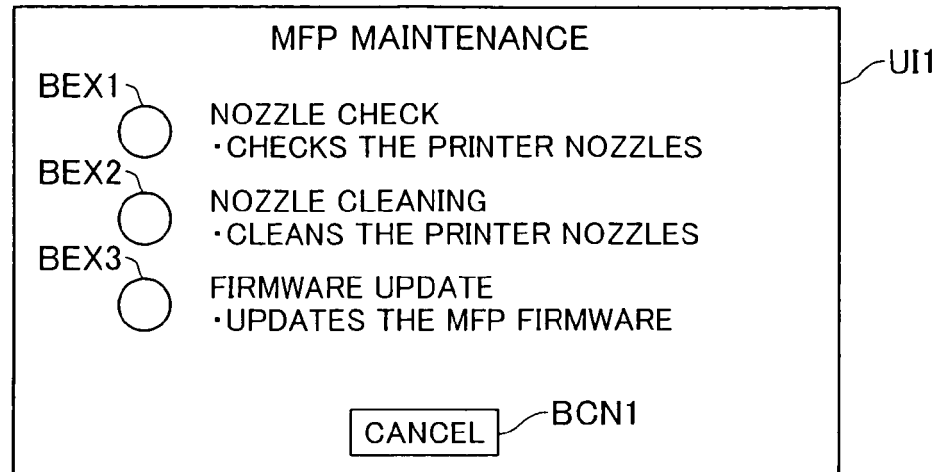 MFP MAINTENANCE
UI1
BEX1
NOZZLE CHECK
・CHECKS THE PRINTER NOZZLES
BEX2
NOZZLE CLEANING
・CLEANS THE PRINTER NOZZLES
BEX3
FIRMWARE UPDATE
・UPDATES THE MFP FIRMWARE
CANCEL
BCN1